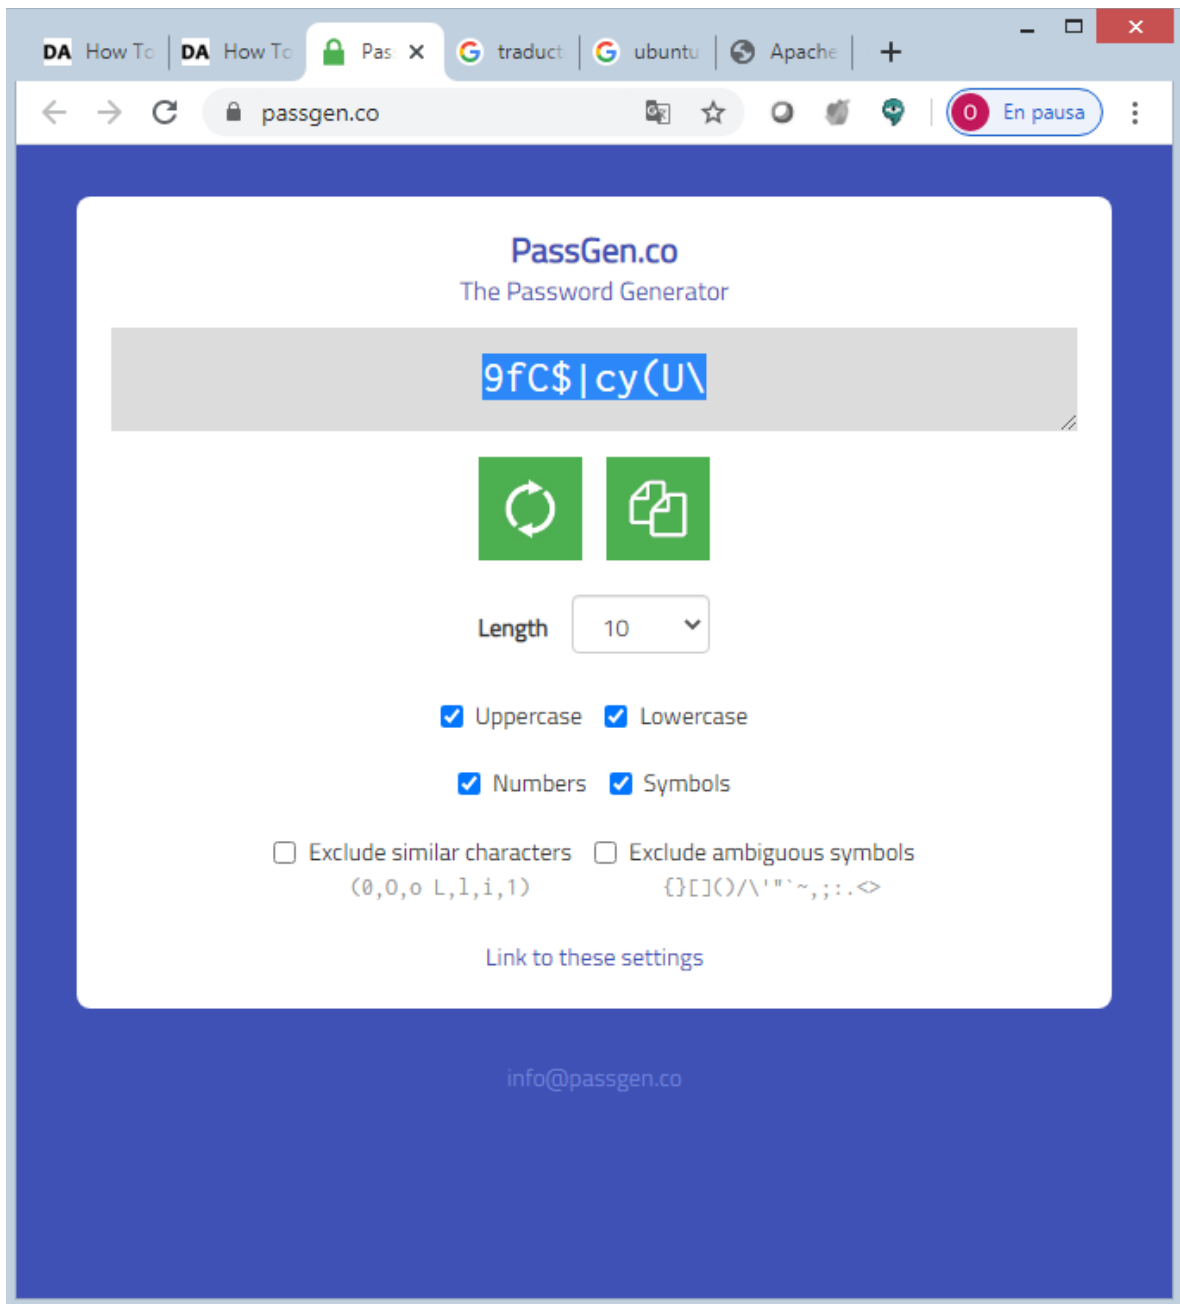 DA How To DA How To Pas traduct ubuntu Apache
passgen.co O En pausa
PassGen.co
The Password Generator
9fC$|cy(U\
Length 10
Uppercase Lowercase
Numbers Symbols
Exclude similar characters Exclude ambiguous symbols
(0,O,o L,l,i,1) {}[]()/\'"`~,;:.<>
Link to these settings
info@passgen.co